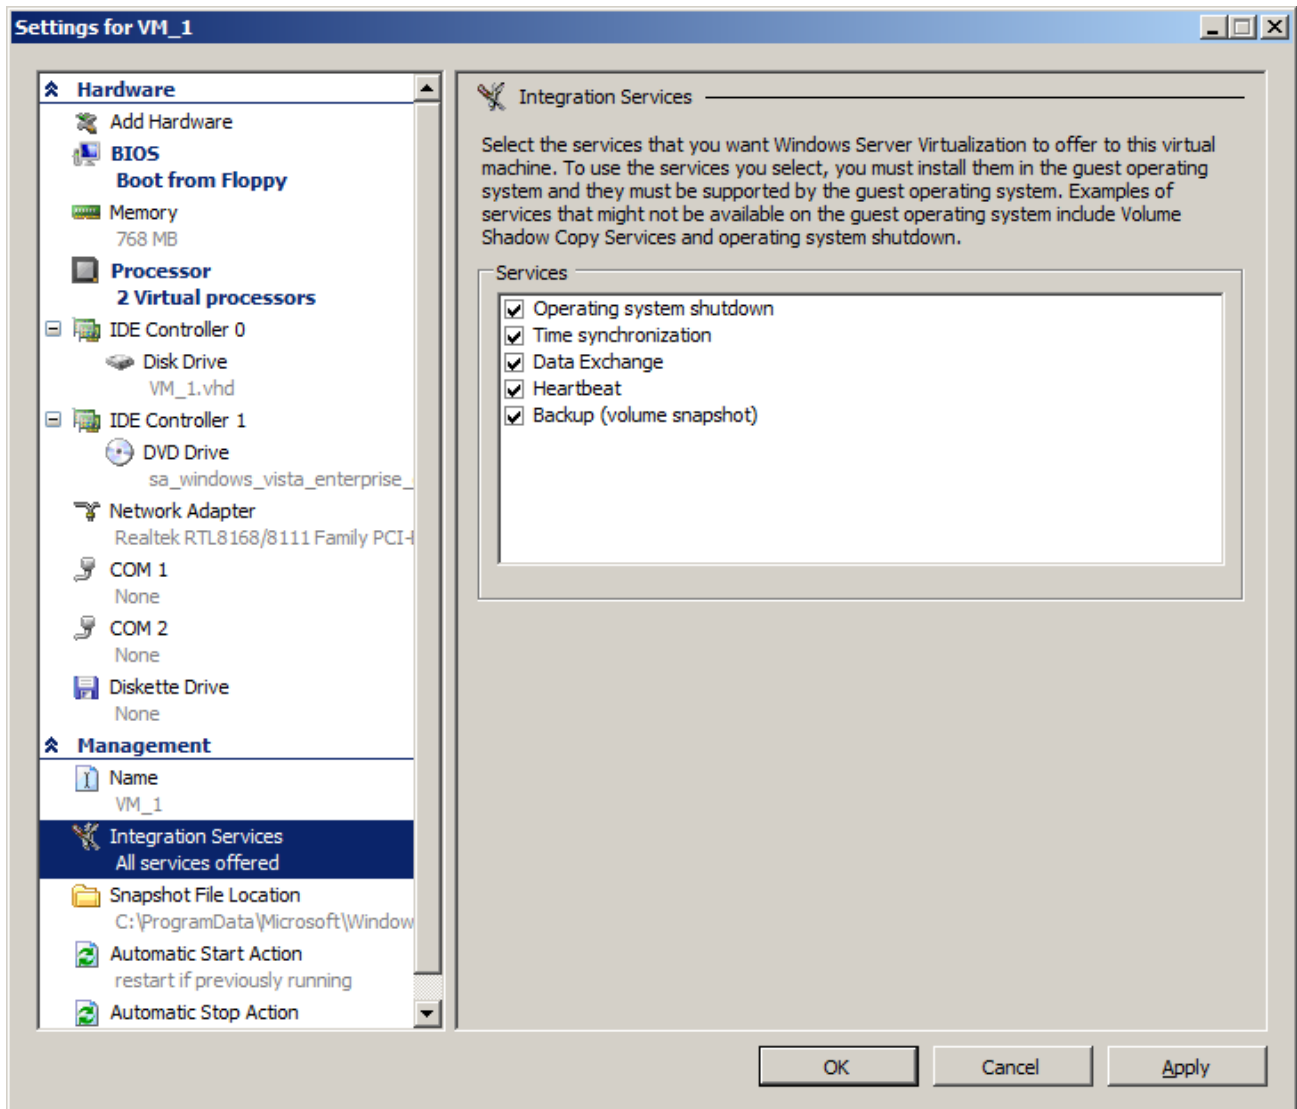 Settings for VM_1
Hardware
Add Hardware
BIOS
Boot from Floppy
Memory
768 MB
Processor
2 Virtual processors
IDE Controller 0
Disk Drive
VM_1.vhd
IDE Controller 1
DVD Drive
sa_windows_vista_enterprise_
Network Adapter
Realtek RTL8168/8111 Family PCI-
COM 1
None
COM 2
None
Diskette Drive
None
Management
Name
VM_1
Integration Services
All services offered
Snapshot File Location
C:\ProgramData\Microsoft\Window
Automatic Start Action
restart if previously running
Automatic Stop Action
Integration Services
Select the services that you want Windows Server Virtualization to offer to this virtual
machine. To use the services you select, you must install them in the guest operating
system and they must be supported by the guest operating system. Examples of
services that might not be available on the guest operating system include Volume
Shadow Copy Services and operating system shutdown.
Services
Operating system shutdown
Time synchronization
Data Exchange
Heartbeat
Backup (volume snapshot)
OK
Cancel
Apply